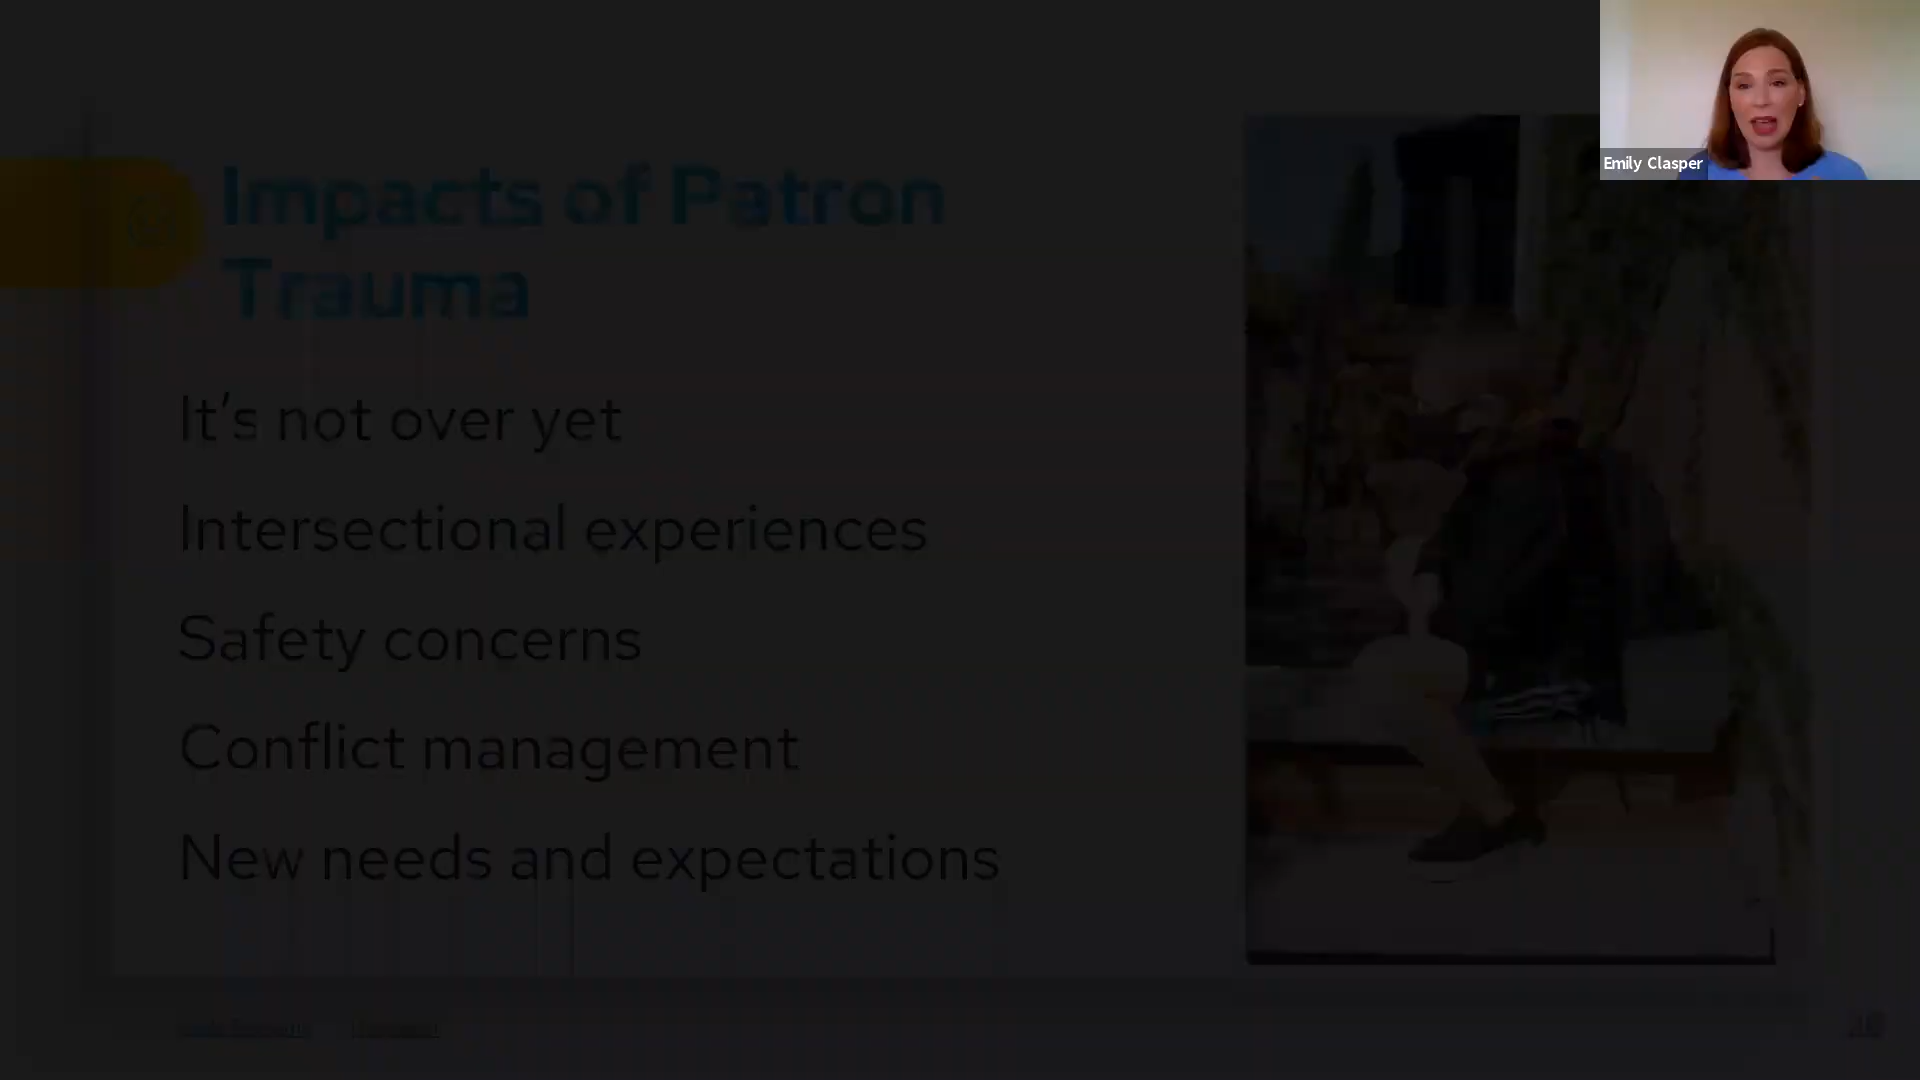 Emily Clasper
Impacts of Patron
Trauma
It's not over yet
Intersectional experiences
Safety concerns
Conflict management
New needs and expectations